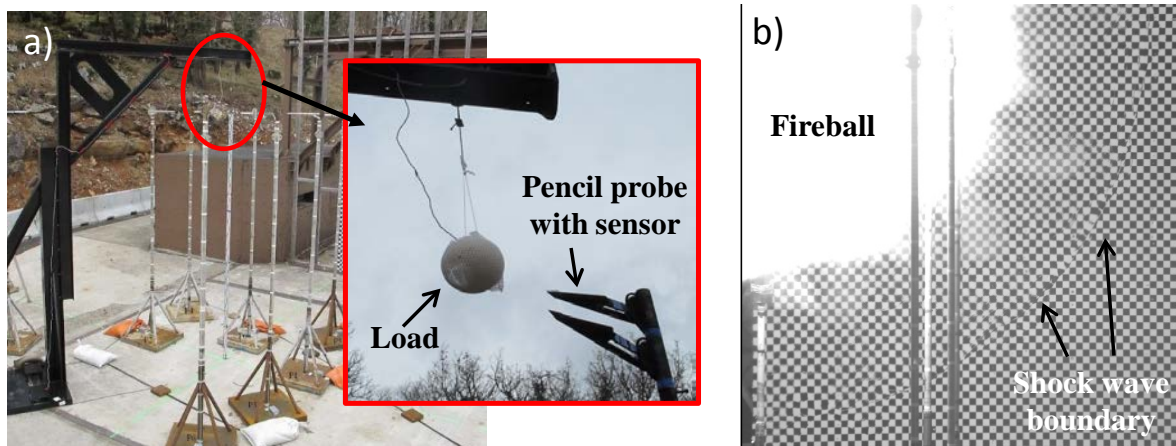 a)
Load
Pencil probe
with sensor
b)
Fireball
Shock wave
boundary